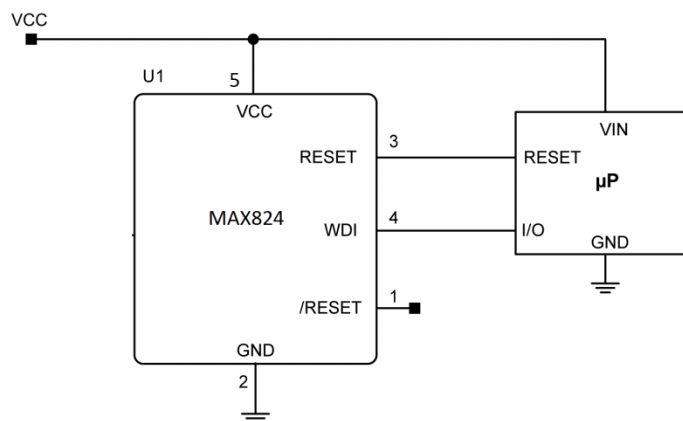 VCC
U1
5
VCC
VIN
3
RESET
RESET
µP
MAX824
4
WDI
I/O
GND
1
/RESET
GND
2